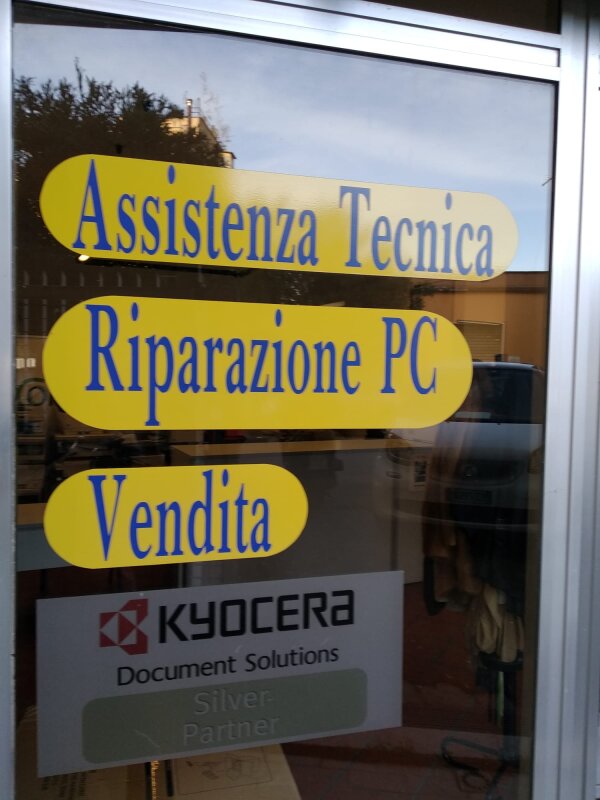 Assistenza Tecnica
Riparazione PC
Vendita
KYOCERA
Document Solutions
Silver
Partner